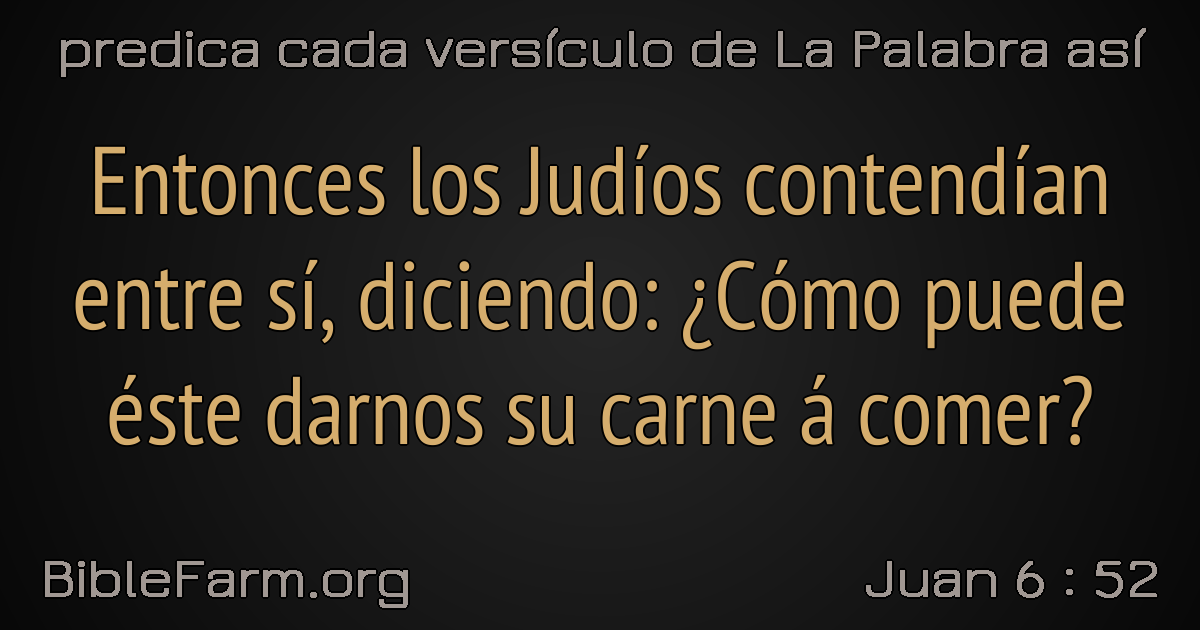 predica cada versículo de La Palabra así
Entonces los Judíos contendían
entre sí, diciendo: ¿Cómo puede
éste darnos su carne á comer?
BibleFarm.org
Juan 6 : 52